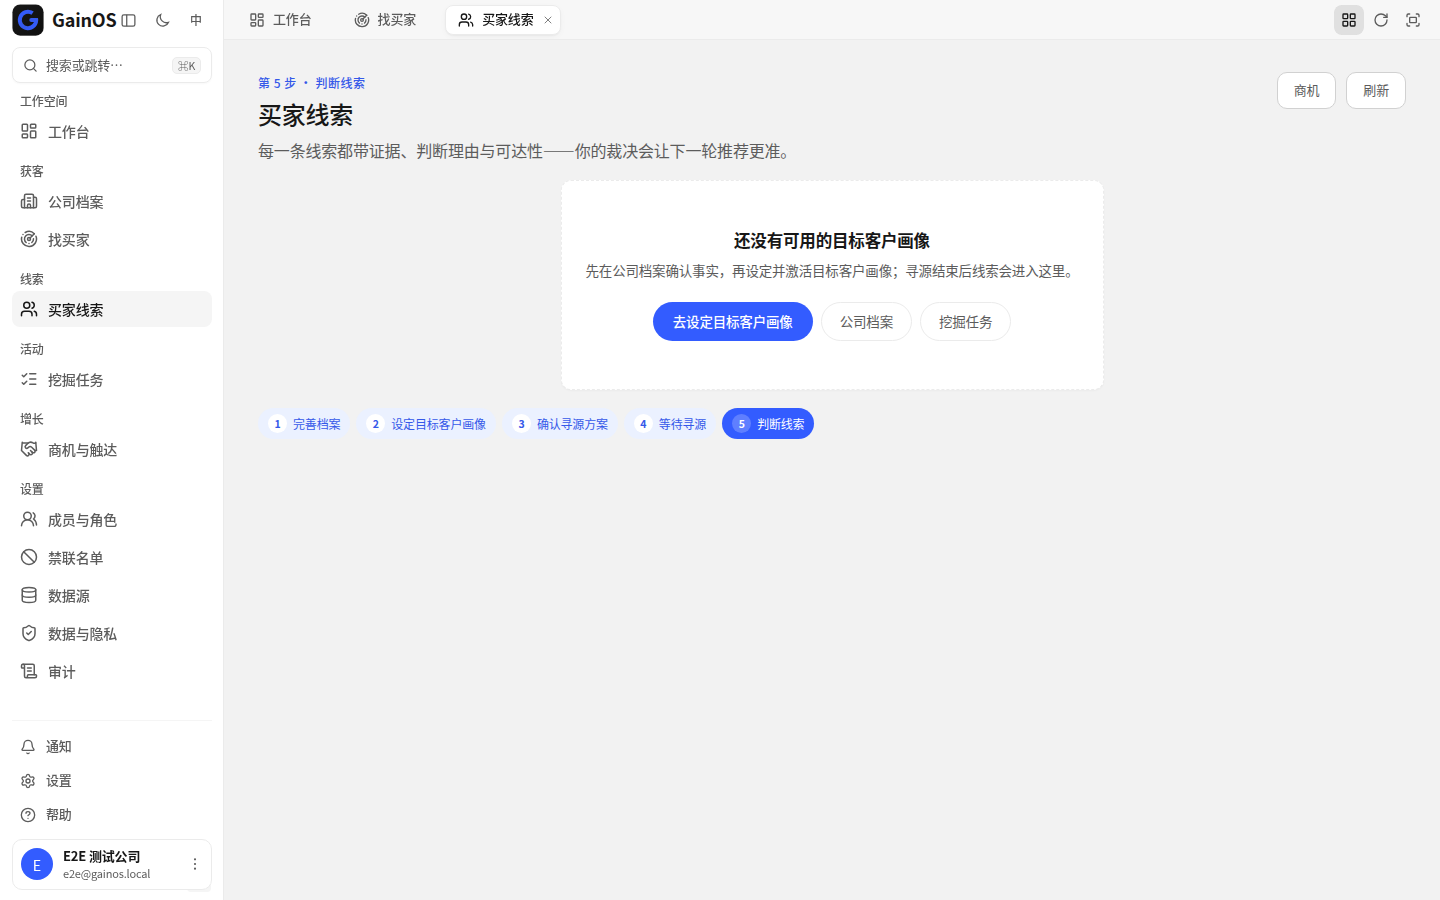 GainOS
中
搜索或跳转…
⌘K
工作空间
工作台
获客
公司档案
找买家
线索
买家线索
活动
挖掘任务
增长
商机与触达
设置
成员与角色
禁联名单
数据源
数据与隐私
审计
通知
设置
帮助
E
E2E 测试公司
e2e@gainos.local
工作台
找买家
买家线索
第 5 步 · 判断线索
买家线索
每一条线索都带证据、判断理由与可达性——你的裁决会让下一轮推荐更准。
商机
刷新
还没有可用的目标客户画像
先在公司档案确认事实，再设定并激活目标客户画像；寻源结束后线索会进入这里。
去设定目标客户画像
公司档案
挖掘任务
1 完善档案
2 设定目标客户画像
3 确认寻源方案
4 等待寻源
5 判断线索